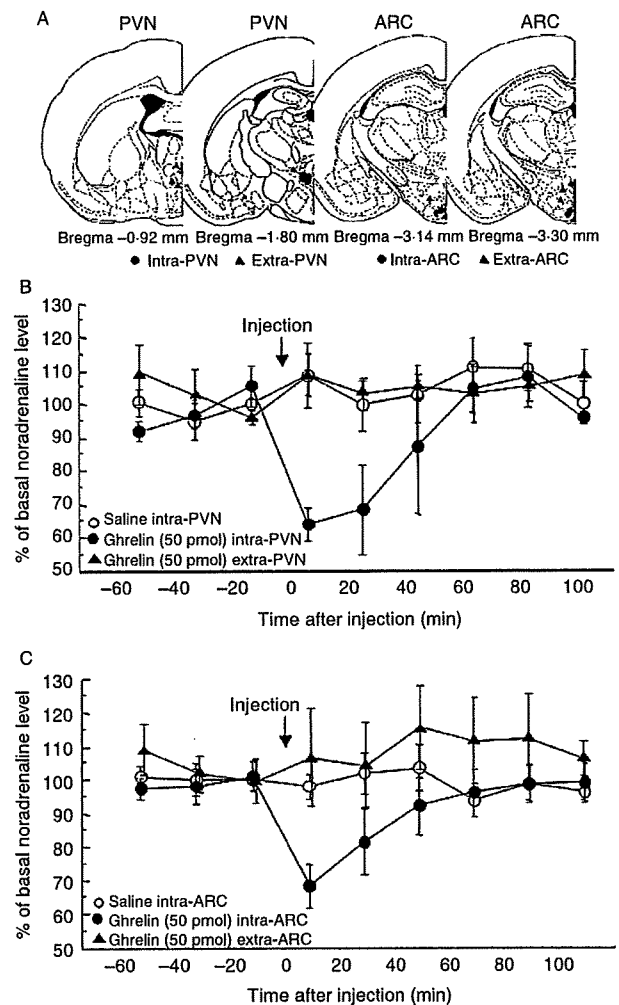 A
PVN PVN ARC ARC
Bregma –0·92 mm Bregma –1·80 mm Bregma –3·14 mm Bregma –3·30 mm
● Intra-PVN ▲ Extra-PVN ● Intra-ARC ▲ Extra-ARC
B
% of basal noradrenaline level
130
120
110
100
90
80
70
60
50
Injection
Saline intra-PVN
Ghrelin (50 pmol) intra-PVN
Ghrelin (50 pmol) extra-PVN
–60 –40 –20 0 20 40 60 80 100
Time after injection (min)
C
% of basal noradrenaline level
130
120
110
100
90
80
70
60
50
Injection
Saline intra-ARC
Ghrelin (50 pmol) intra-ARC
Ghrelin (50 pmol) extra-ARC
–60 –40 –20 0 20 40 60 80 100
Time after injection (min)